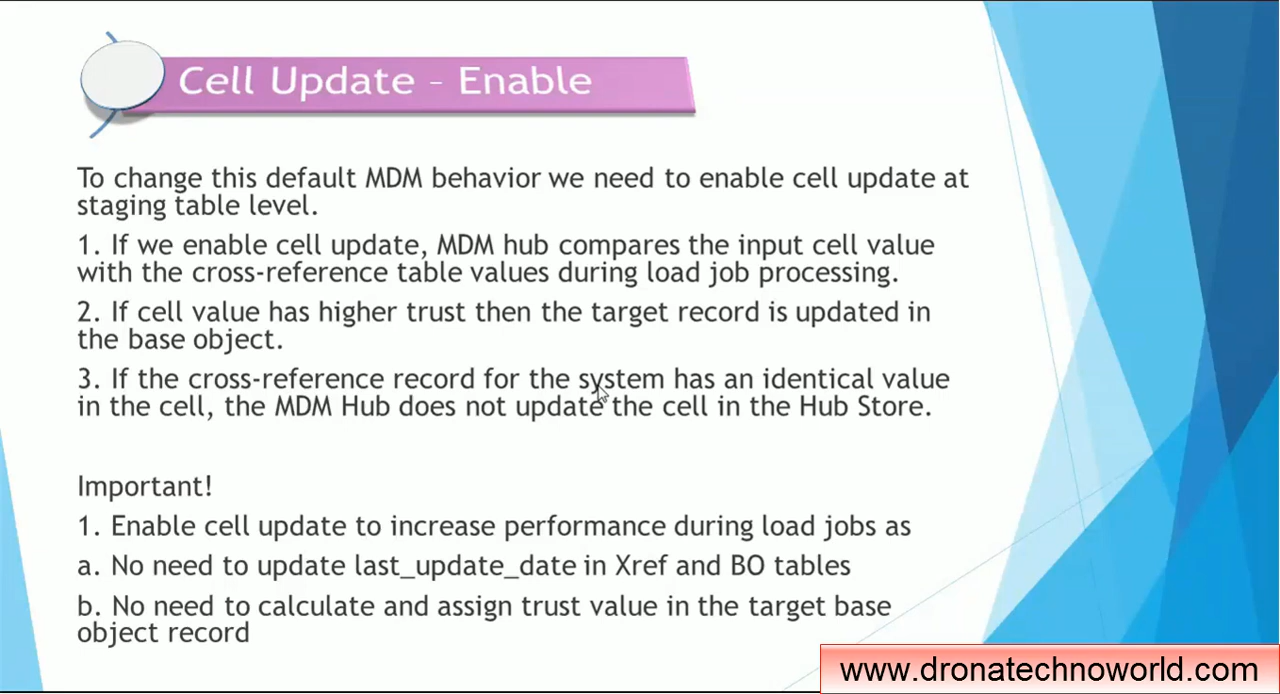 Cell Update - Enable
To change this default MDM behavior we need to enable cell update at
staging table level.
1. If we enable cell update, MDM hub compares the input cell value
with the cross-reference table values during load job processing.
2. If cell value has higher trust then the target record is updated in
the base object.
3. If the cross-reference record for the system has an identical value
in the cell, the MDM Hub does not update the cell in the Hub Store.
Important!
1. Enable cell update to increase performance during load jobs as
a. No need to update last_update_date in Xref and BO tables
b. No need to calculate and assign trust value in the target base
object record
www.dronatechnoworld.com